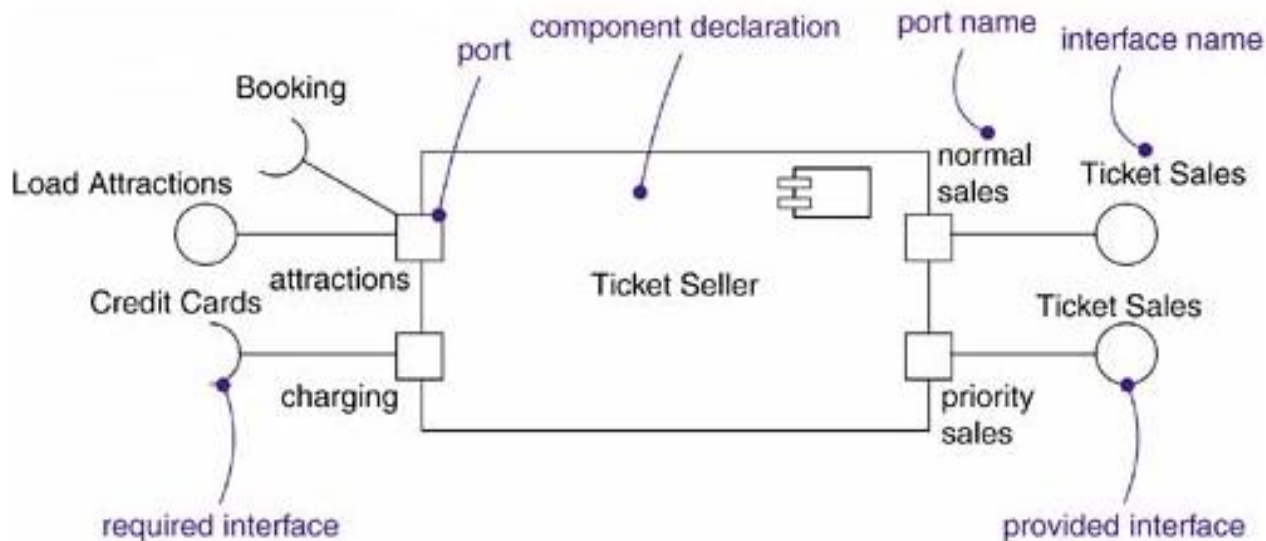 component declaration
port name
interface name
port
Booking
normal
sales
Load Attractions
Ticket Sales
attractions
Ticket Seller
Credit Cards
Ticket Sales
charging
priority
sales
required interface
provided interface